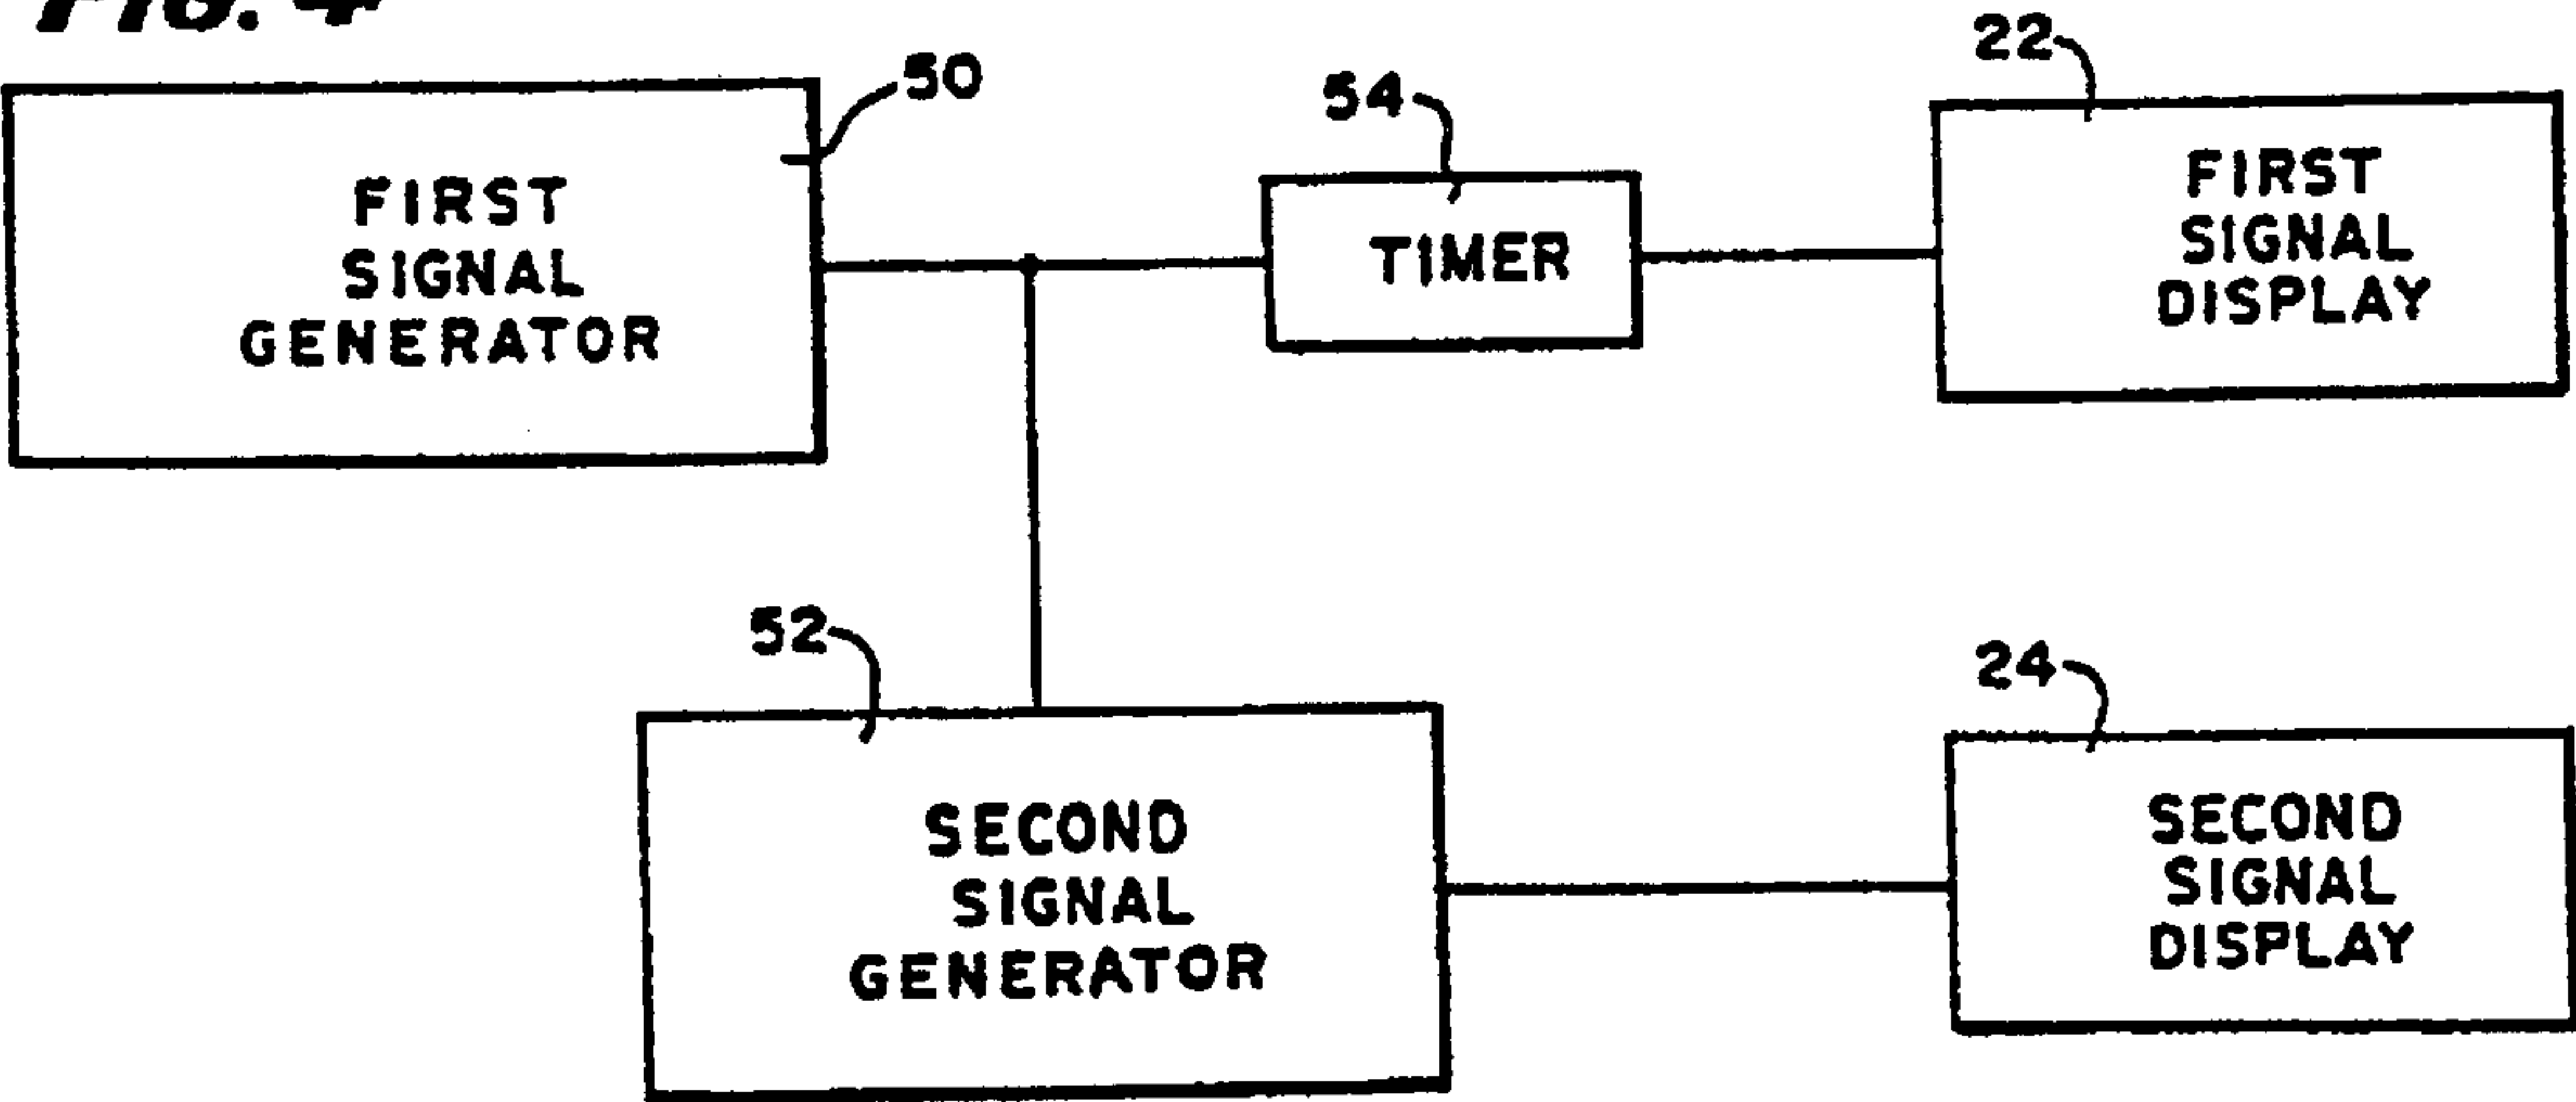 FIG. 4
50
FIRST
SIGNAL
GENERATOR
54
TIMER
22
FIRST
SIGNAL
DISPLAY
52
SECOND
SIGNAL
GENERATOR
24
SECOND
SIGNAL
DISPLAY